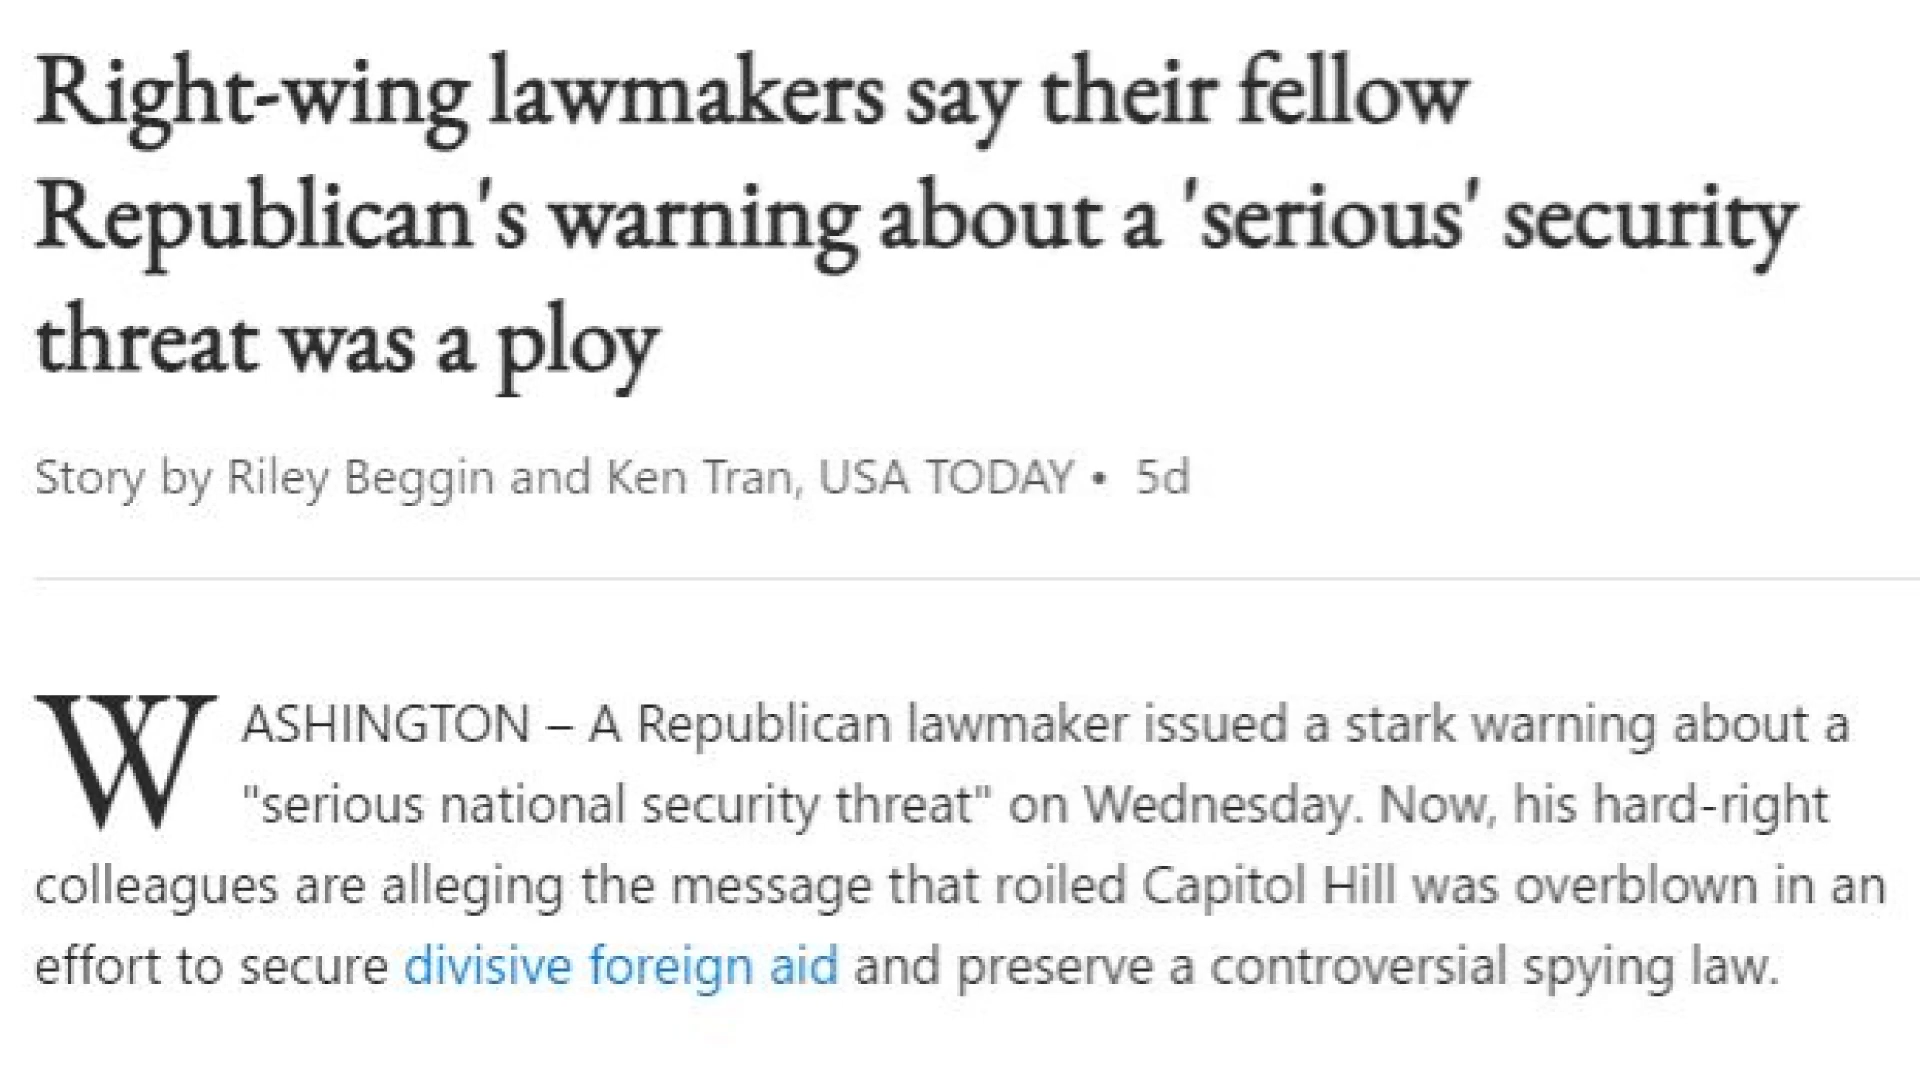 Right-wing lawmakers say their fellow
Republican's warning about a 'serious' security
threat was a ploy
Story by Riley Beggin and Ken Tran, USA TODAY • 5d
WASHINGTON – A Republican lawmaker issued a stark warning about a
"serious national security threat" on Wednesday. Now, his hard-right
colleagues are alleging the message that roiled Capitol Hill was overblown in an
effort to secure divisive foreign aid and preserve a controversial spying law.